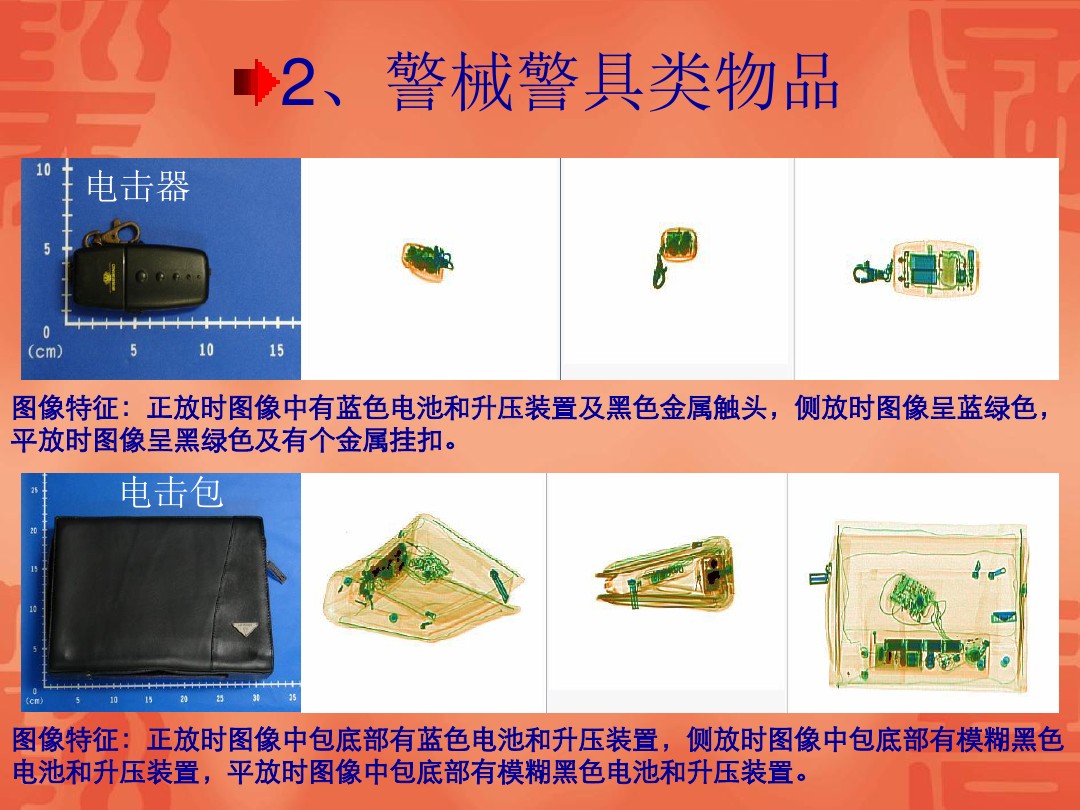 2、警械警具类物品
电击器
10
5
0
(cm)
5 10 15
图像特征：正放时图像中有蓝色电池和升压装置及黑色金属触头，侧放时图像呈蓝绿色，
平放时图像呈黑绿色及有个金属挂扣。
电击包
25
20
15
10
5
0
(cm)
5 10 15 20 25 30 35
图像特征：正放时图像中包底部有蓝色电池和升压装置，侧放时图像中包底部有模糊黑色
电池和升压装置，平放时图像中包底部有模糊黑色电池和升压装置。